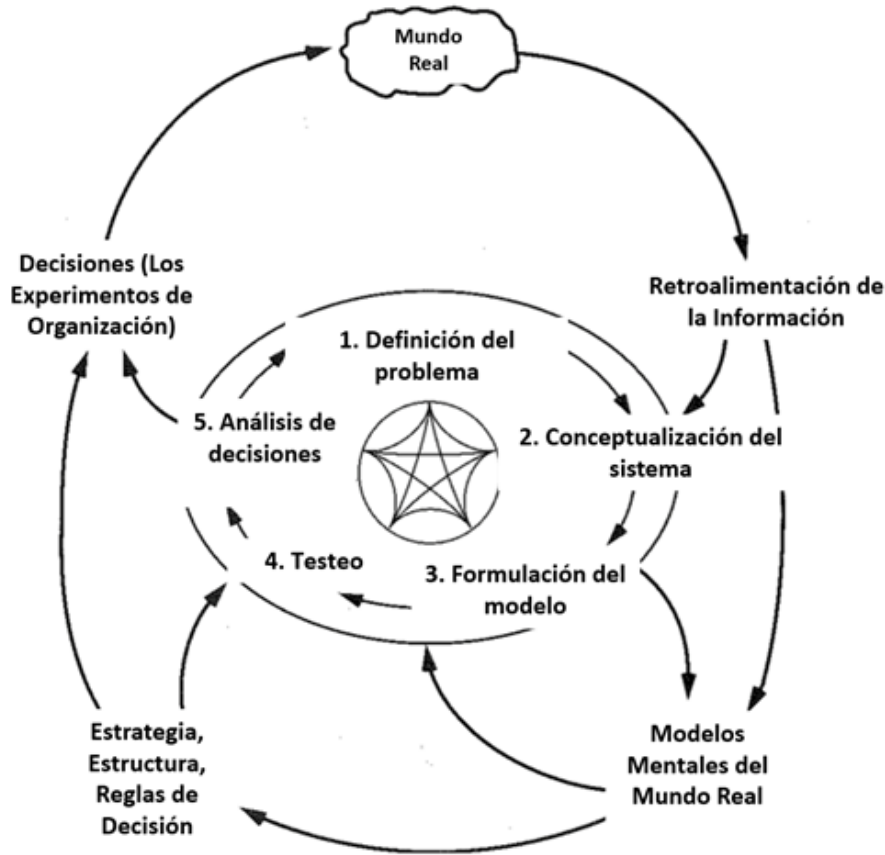 Mundo
Real
Decisiones (Los
Experimentos de
Organización)
Retroalimentación de
la Información
1. Definición del
problema
5. Análisis de
decisiones
2. Conceptualización del
sistema
4. Testeo
3. Formulación del
modelo
Estrategia,
Estructura,
Reglas de
Decisión
Modelos
Mentales del
Mundo Real